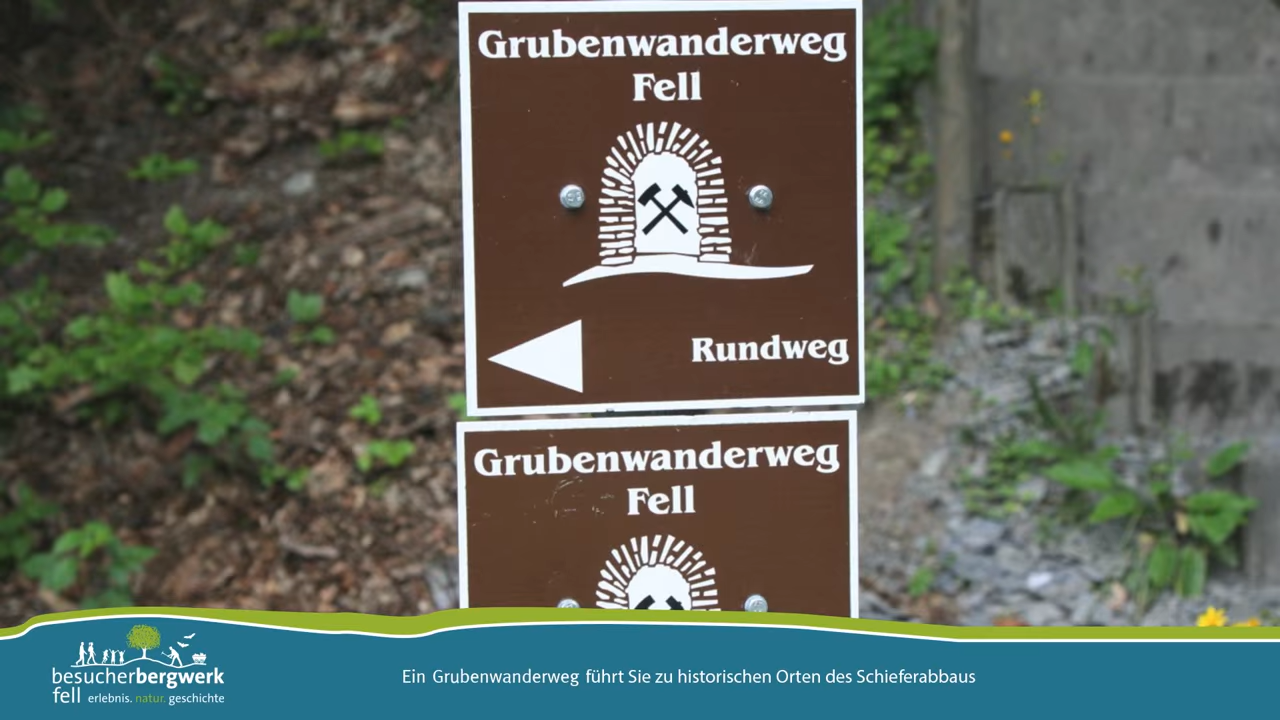 Grubenwanderweg
Fell
Rundweg
Grubenwanderweg
Fell
besucherbergwerk
fell erlebnis. natur. geschichte
Ein Grubenwanderweg führt Sie zu historischen Orten des Schieferabbaus